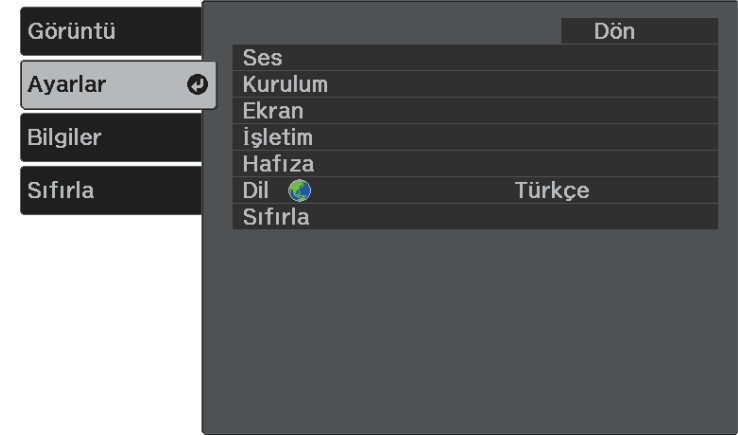 Görüntü
Ayarlar
Bilgiler
Sıfırla
Dön
Ses
Kurulum
Ekran
İşletim
Hafıza
Dil Türkçe
Sıfırla